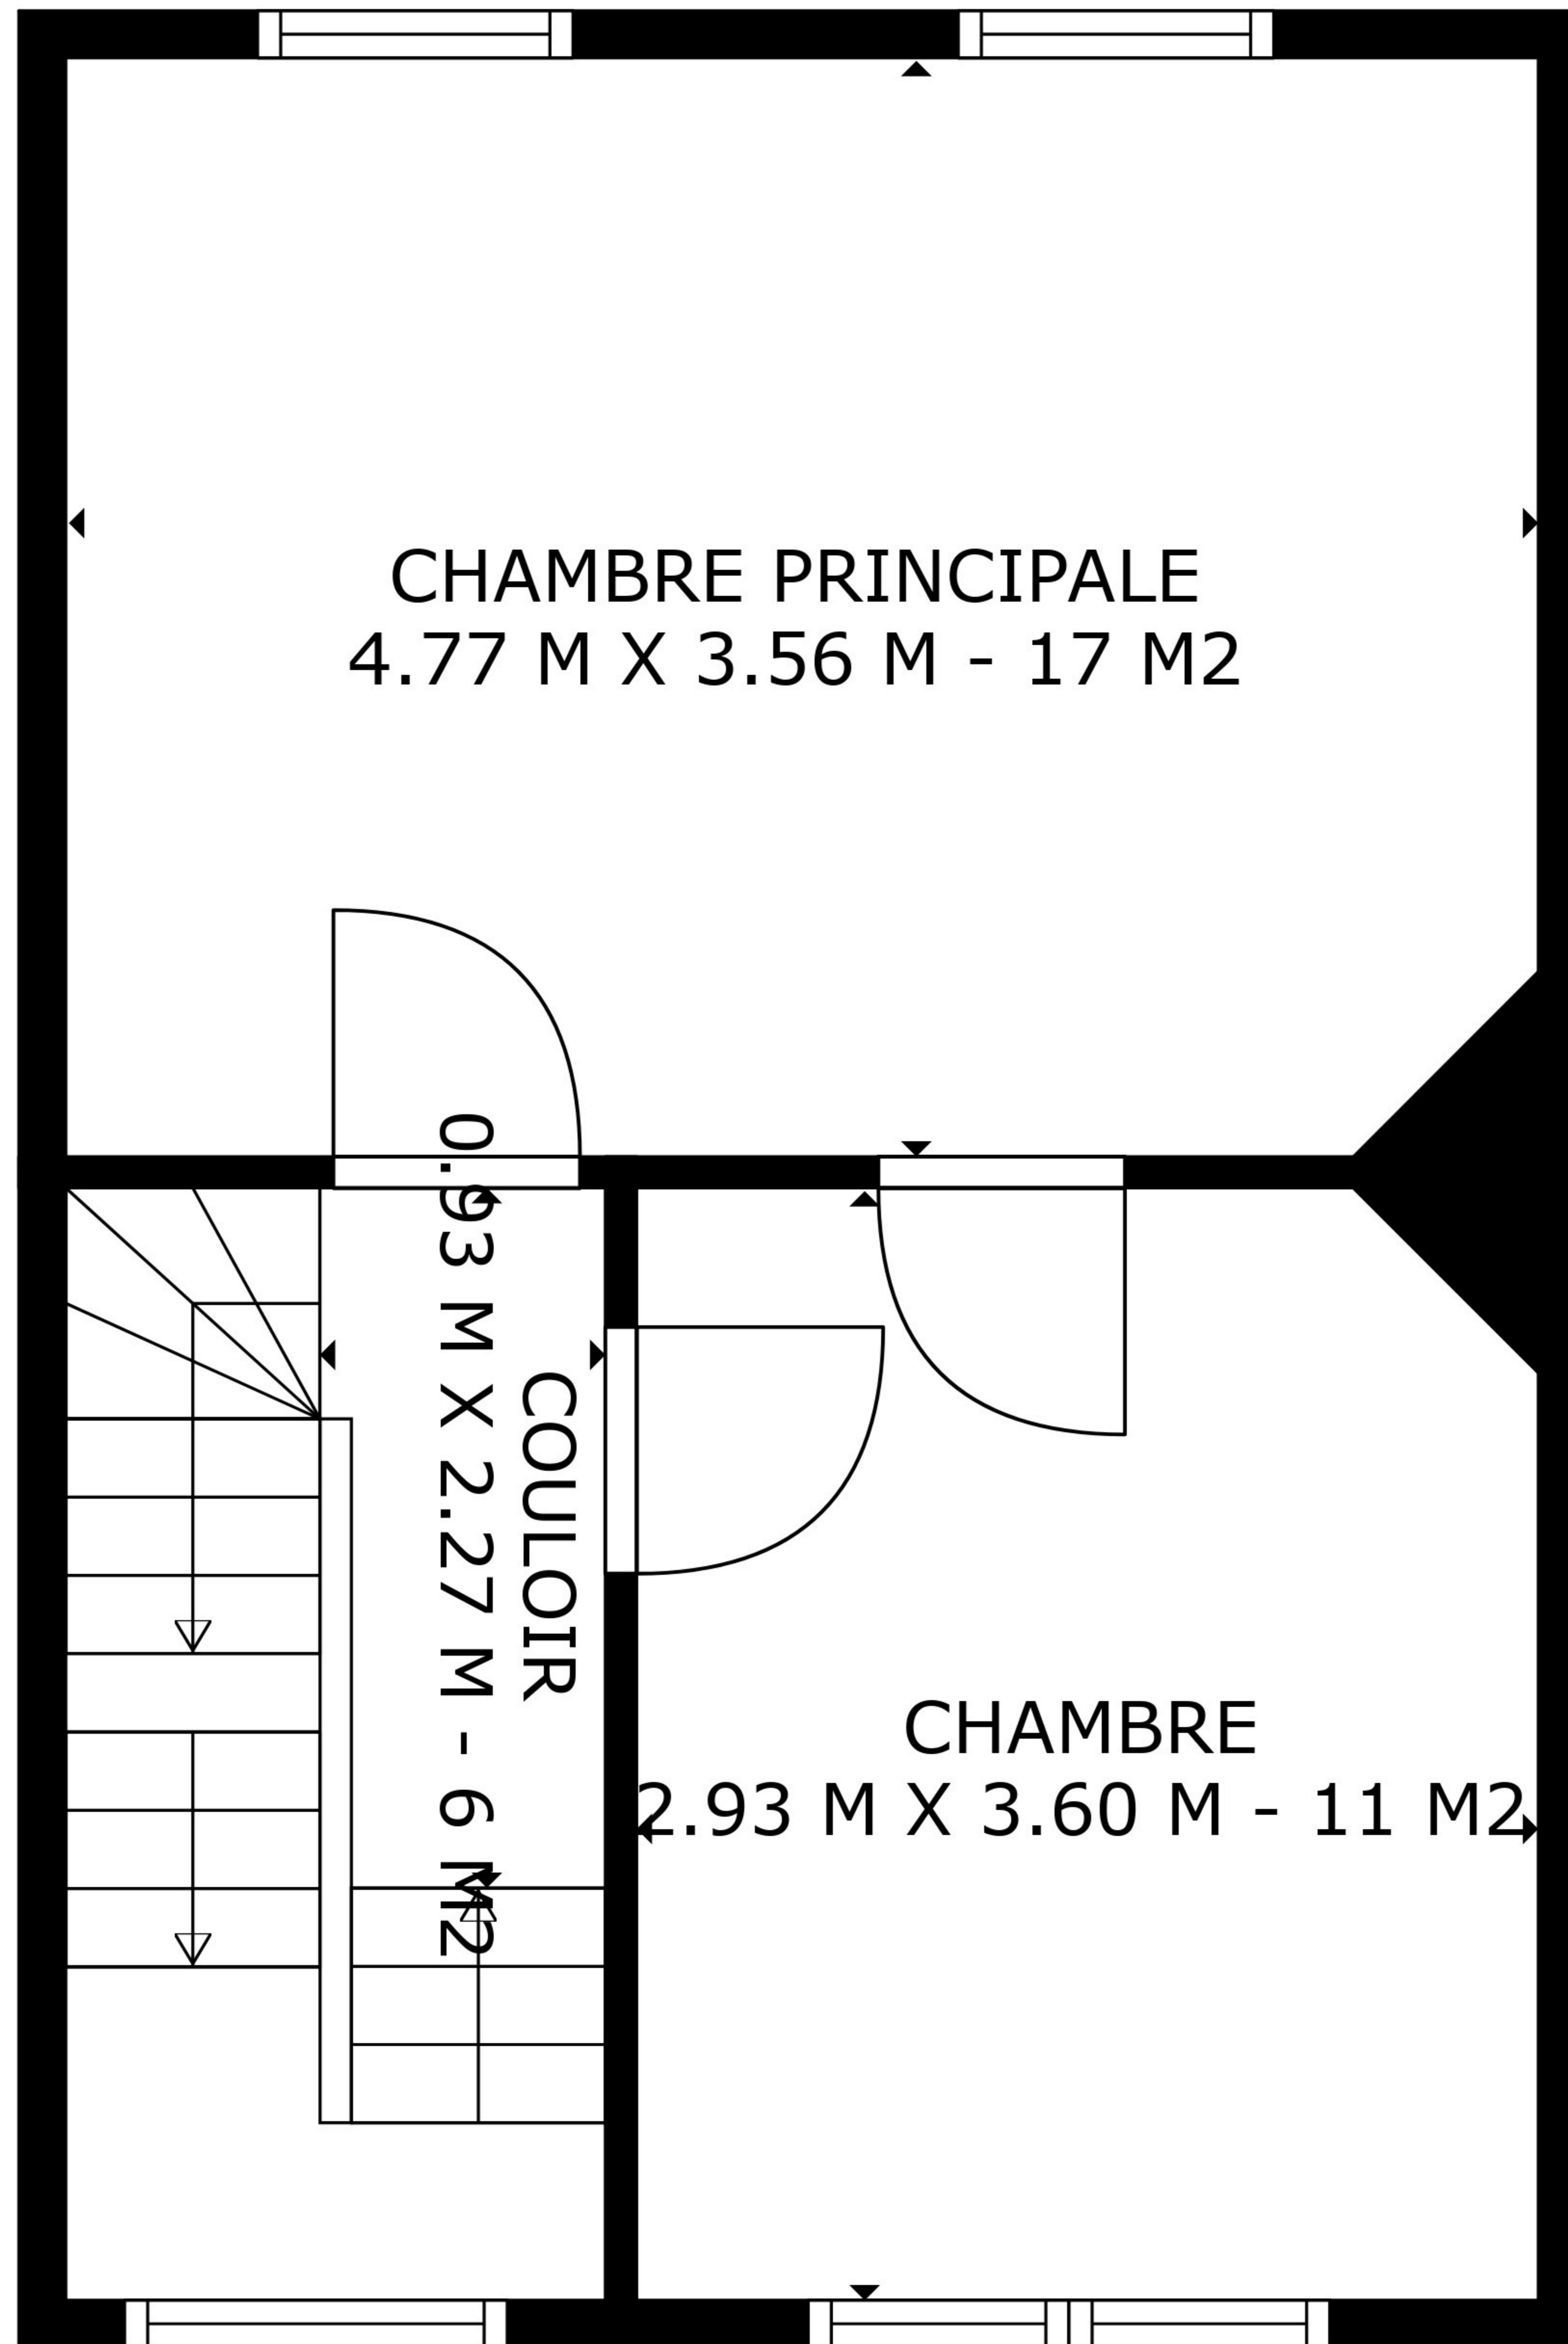 CHAMBRE PRINCIPALE
4.77 M X 3.56 M - 17 M2
COULOIR
0.93 M X 2.27 M - 6 M2
CHAMBRE
2.93 M X 3.60 M - 11 M2